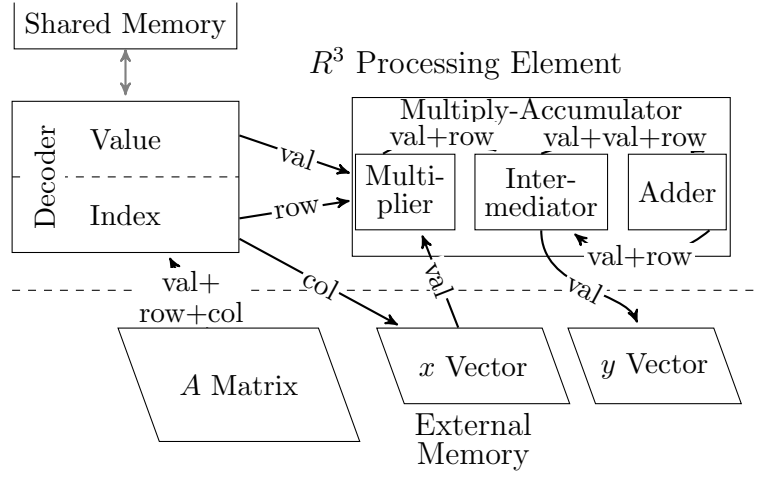 Shared Memory
R³ Processing Element
Multiply-Accumulator
val+row
val+val+row
Decoder
Value
Index
val
row
col
Multi-
plier
Inter-
mediator
Adder
val+row
val
val
val+
row+col
A Matrix
x Vector
y Vector
External
Memory